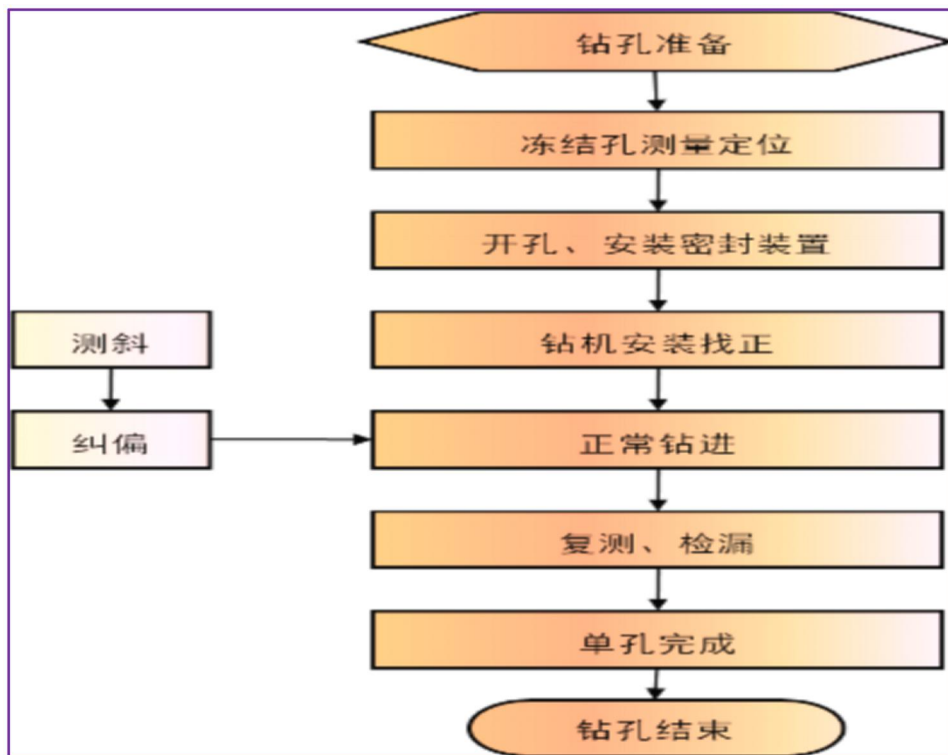 钻孔准备
冻结孔测量定位
开孔、安装密封装置
测斜
钻机安装找正
纠偏
正常钻进
复测、检漏
单孔完成
钻孔结束